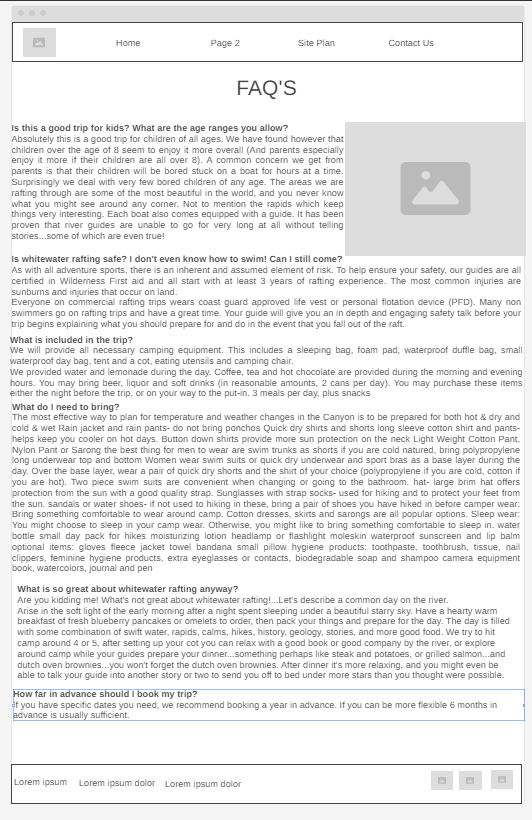 Home Page 2 Site Plan Contact Us
FAQ'S
Is this a good trip for kids? What are the age ranges you allow?
Absolutely this is a good trip for children of all ages. We have found however that
children over the age of 8 seem to enjoy it more overall (And parents especially
enjoy it more if their children are all over 8). A common concern we get from
parents is that their children will be bored stuck on a boat for hours at a time.
Surprisingly we deal with very few bored children of any age. The areas we are
rafting through are some of the most beautiful in the world, and you never know
what you might see around any corner. Not to mention the rapids which keep
things very interesting. Each boat also comes equipped with a guide. It has been
proven that river guides are unable to go for very long at all without telling
stories...some of which are even true!
Is whitewater rafting safe? I don't even know how to swim! Can I still come?
As with all adventure sports, there is an inherent and assumed element of risk. To help ensure your safety, our guides are all
certified in Wilderness First aid and all start with at least 3 years of rafting experience. The most common injuries are
sunburns and injuries that occur on land.
Everyone on commercial rafting trips wears coast guard approved life vest or personal flotation device (PFD). Many non
swimmers go on rafting trips and have a great time. Your guide will give you an in depth and engaging safety talk before your
trip begins explaining what you should prepare for and do in the event that you fall out of the raft.
What is included in the trip?
We will provide all necessary camping equipment. This includes a sleeping bag, foam pad, waterproof duffle bag, small
waterproof day bag, tent and a cot, eating utensils and camping chair.
We provided water and lemonade during the day. Coffee, tea and hot chocolate are provided during the morning and evening
hours. You may bring beer, liquor and soft drinks (in reasonable amounts, 2 cans per day). You may purchase these items
either the night before the trip, or on your way to the put-in. 3 meals per day, plus snacks
What do I need to bring?
The most effective way to plan for temperature and weather changes in the Canyon is to be prepared for both hot & dry and
cold & wet Rain jacket and rain pants- do not bring ponchos Quick dry shirts and shorts long sleeve cotton shirt and pants-
helps keep you cooler on hot days. Button down shirts provide more sun protection on the neck Light Weight Cotton Pant,
Nylon Pant or Sarong the best thing for men to wear are swim trunks as shorts if you are cold natured, bring polypropylene
long underwear top and bottom Women wear swim suits or quick dry underwear and sport bras as a base layer during the
day. Over the base layer, wear a pair of quick dry shorts and the shirt of your choice (polypropylene if you are cold, cotton if
you are hot). Two piece swim suits are convenient when changing or going to the bathroom. hat- large brim hat offers
protection from the sun with a good quality strap. Sunglasses with strap socks- used for hiking and to protect your feet from
the sun. sandals or water shoes- if not used to hiking in these, bring a pair of shoes you have hiked in before camper wear:
Bring something comfortable to wear around camp. Cotton dresses, skirts and sarongs are all popular options. Sleep wear:
You might choose to sleep in your camp wear. Otherwise, you might like to bring something comfortable to sleep in. water
bottle small day pack for hikes moisturizing lotion headlamp or flashlight moleskin waterproof sunscreen and lip balm
optional items: gloves fleece jacket towel bandana small pillow hygiene products: toothpaste, toothbrush, tissue, nail
clippers, feminine hygiene products, extra eyeglasses or contacts, biodegradable soap and shampoo camera equipment
book, watercolors, journal and pen
What is so great about whitewater rafting anyway?
Are you kidding me! What's not great about whitewater rafting!...Let's describe a common day on the river.
Arise in the soft light of the early morning after a night spent sleeping under a beautiful starry sky. Have a hearty warm
breakfast of fresh blueberry pancakes or omelets to order, then pack your things and prepare for the day. The day is filled
with some combination of swift water, rapids, calms, hikes, history, geology, stories, and more good food. We try to hit
camp around 4 or 5, after setting up your cot you can relax with a good book or good company by the river, or explore
around camp while your guides prepare your dinner...something perhaps like steak and potatoes, or grilled salmon...and
dutch oven brownies...you won't forget the dutch oven brownies. After dinner it's more relaxing, and you might even be
able to talk your guide into another story or two to send you off to bed under more stars than you thought were possible.
How far in advance should I book my trip?
If you have specific dates you need, we recommend booking a year in advance. If you can be more flexible 6 months in
advance is usually sufficient.
Lorem ipsum Lorem ipsum dolor Lorem ipsum dolor